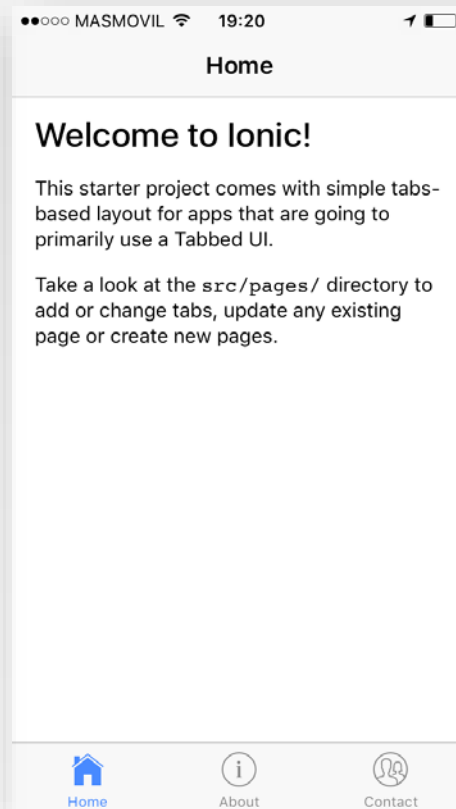 MASMOVIL 19:20
Home
Welcome to Ionic!
This starter project comes with simple tabs-
based layout for apps that are going to
primarily use a Tabbed UI.
Take a look at the src/pages/ directory to
add or change tabs, update any existing
page or create new pages.
Home About Contact